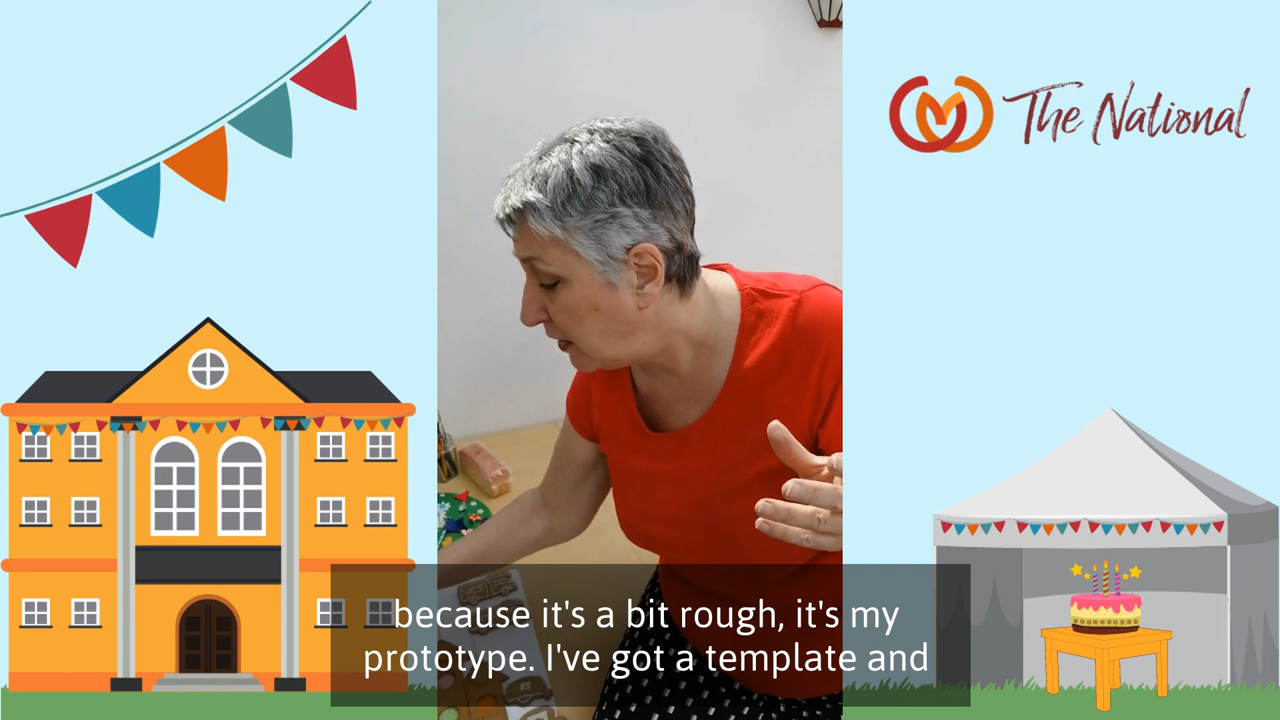 The National
because it's a bit rough, it's my
prototype. I've got a template and